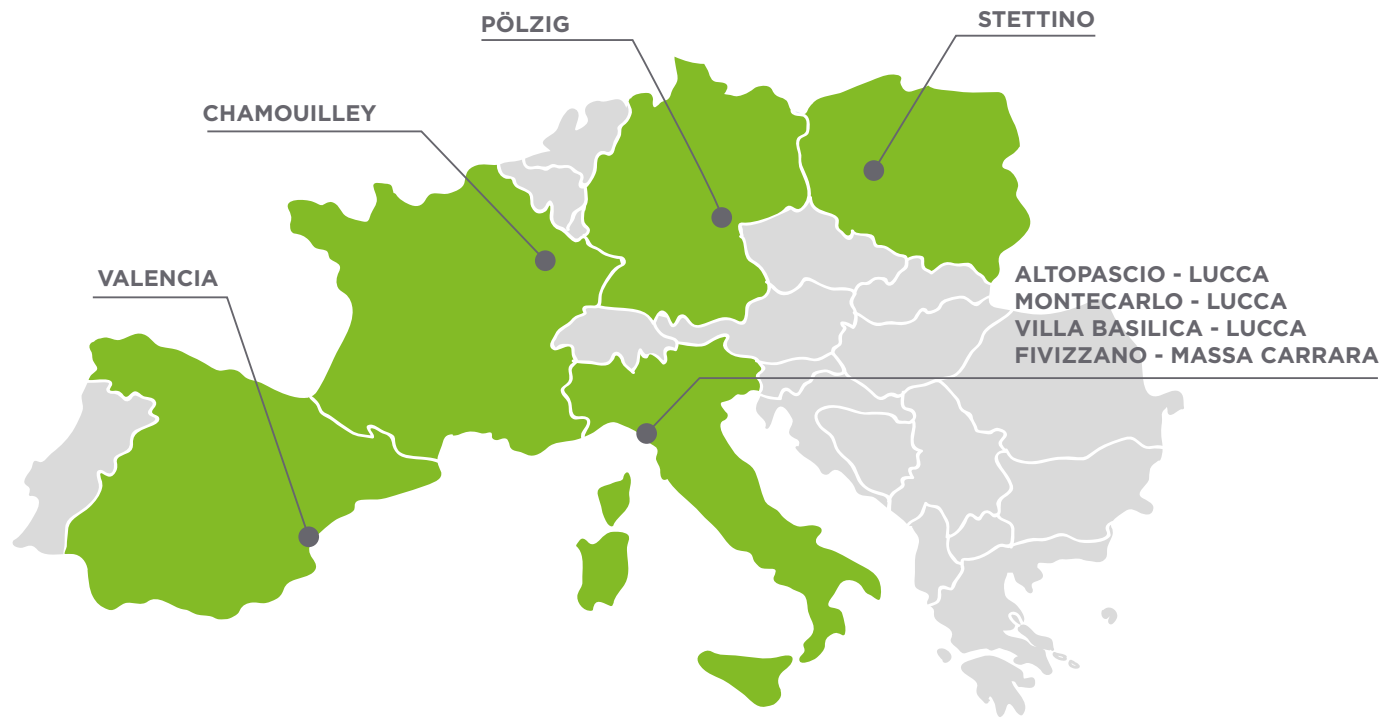 PÖLZIG
STETTINO
CHAMOUILLEY
VALENCIA
ALTOPASCIO - LUCCA
MONTECARLO - LUCCA
VILLA BASILICA - LUCCA
FIVIZZANO - MASSA CARRARA